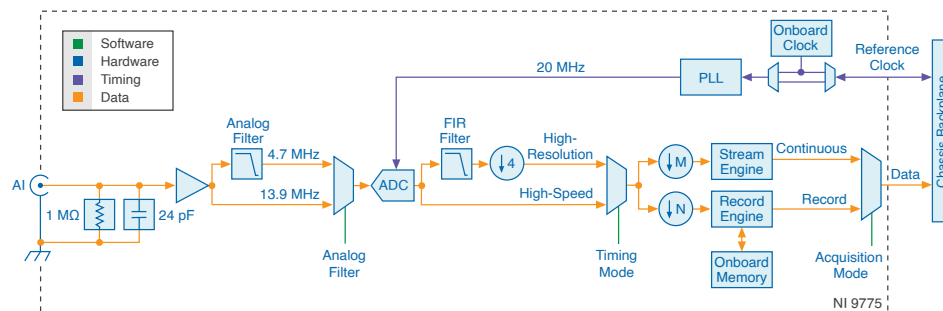 Software
Hardware
Timing
Data
Onboard
Clock
Reference
Clock
20 MHz
PLL
Chassis Backplane
Analog
Filter
4.7 MHz
13.9 MHz
FIR
Filter
4
High-
Resolution
High-Speed
ADC
AI
1 MΩ
24 pF
M
N
Stream
Engine
Continuous
Record
Engine
Record
Data
Onboard
Memory
Analog
Filter
Timing
Mode
Acquisition
Mode
NI 9775